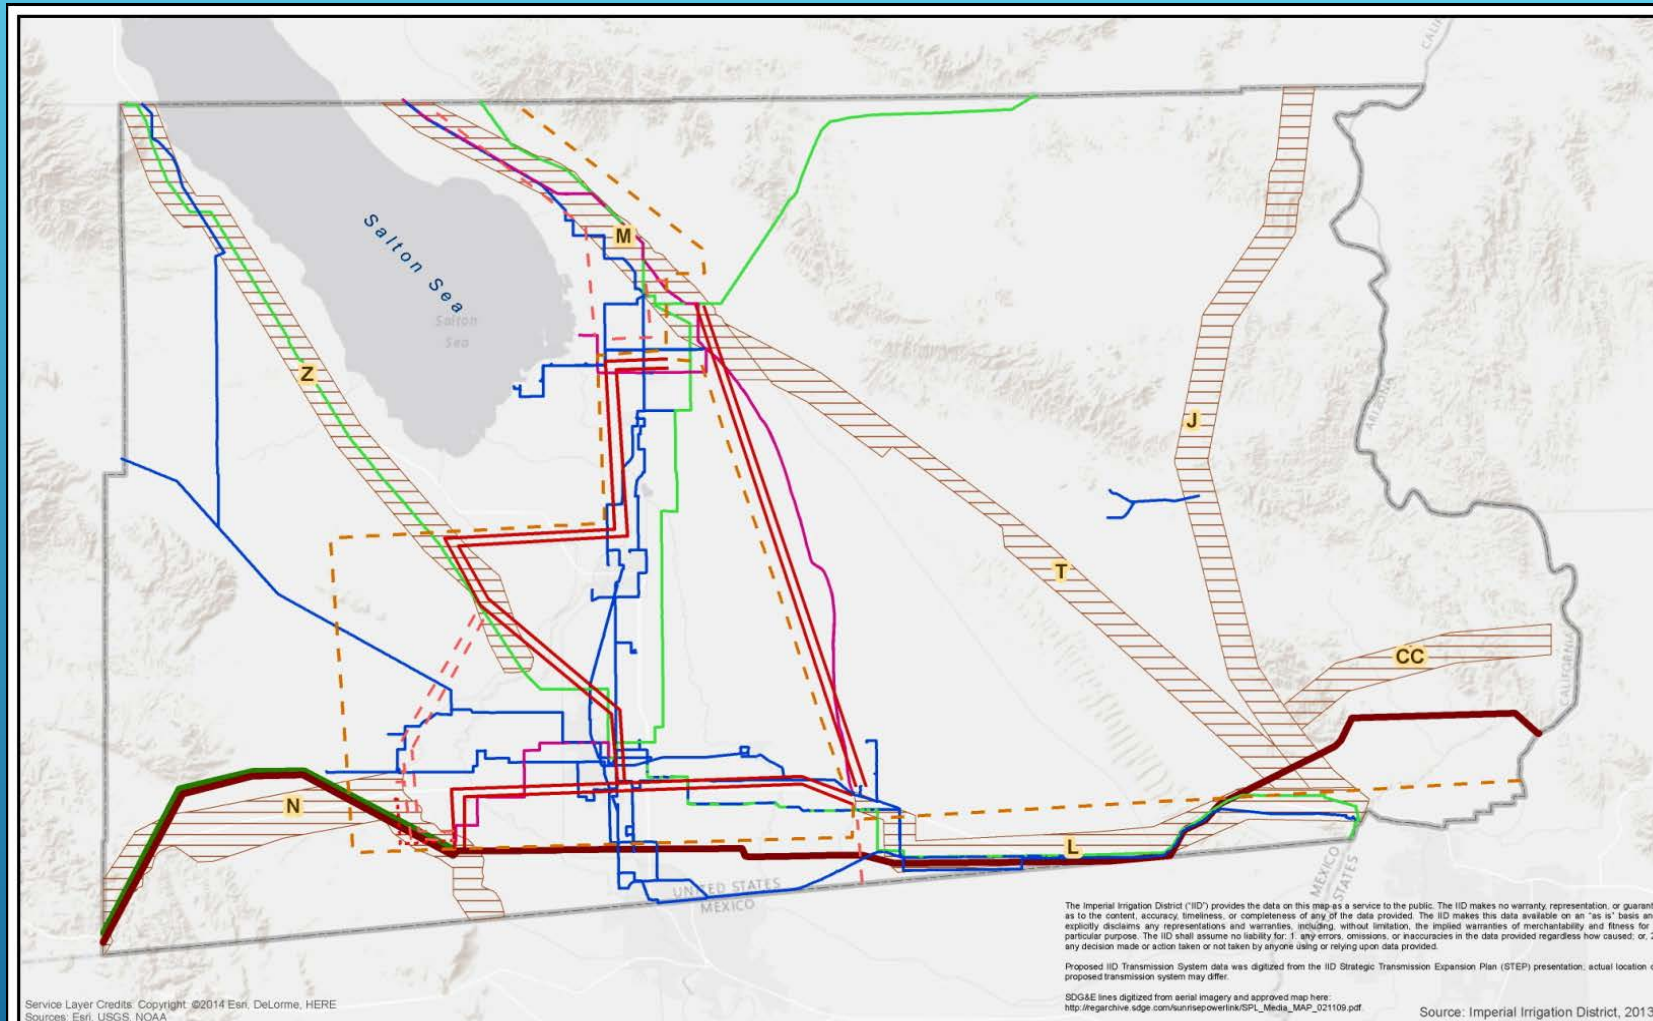 CALIF
Salton Sea
Salton
Sea
M
Z
J
ARIZONA
T
CC
CALIFORNIA
N
L
UNITED STATES
MEXICO
MEXICO
STATES
The Imperial Irrigation District ("IID") provides the data on this map as a service to the public. The IID makes no warranty, representation, or guarant
as to the content, accuracy, timeliness, or completeness of any of the data provided. The IID makes this data available on an "as is" basis an
explicitly disclaims any representations and warranties, including, without limitation, the implied warranties of merchantability and fitness for
particular purpose. The IID shall assume no liability for: 1. any errors, omissions, or inaccuracies in the data provided regardless how caused; or, 2
any decision made or action taken or not taken by anyone using or relying upon data provided.
Proposed IID Transmission System data was digitized from the IID Strategic Transmission Expansion Plan (STEP) presentation; actual location o
proposed transmission system may differ.
SDG&E lines digitized from aerial imagery and approved map here:
http://regarchive.sdge.com/sunrisepowerlink/SPL_Media_MAP_021109.pdf
Service Layer Credits: Copyright: ©2014 Esri, DeLorme, HERE
Sources: Esri, USGS, NOAA
Source: Imperial Irrigation District, 2013